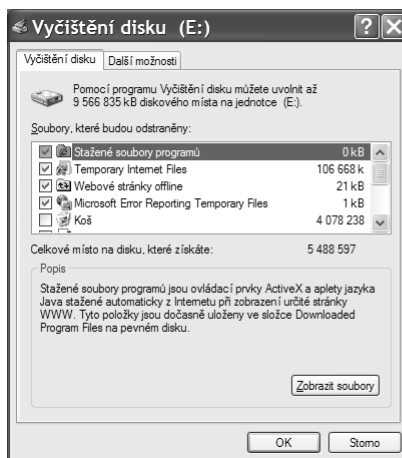 Vyčištění disku (E:)
Vyčištění disku Další možnosti
Pomocí programu Vyčištění disku můžete uvolnit až
9 566 835 kB diskového místa na jednotce (E:).
Soubory, které budou odstraněny:
Stažené soubory programů 0 kB
Temporary Internet Files 106 668 k
Webové stránky offline 21 kB
Microsoft Error Reporting Temporary Files 1 kB
Koš 4 078 238
Celkové místo na disku, které získáte: 5 488 597
Popis
Stažené soubory programů jsou ovládací prvky ActiveX a aplety jazyka
Java stažené automaticky z Internetu při zobrazení určité stránky
WWW. Tyto položky jsou dočasně uloženy ve složce Downloaded
Program Files na pevném disku.
Zobrazit soubory
OK Storno